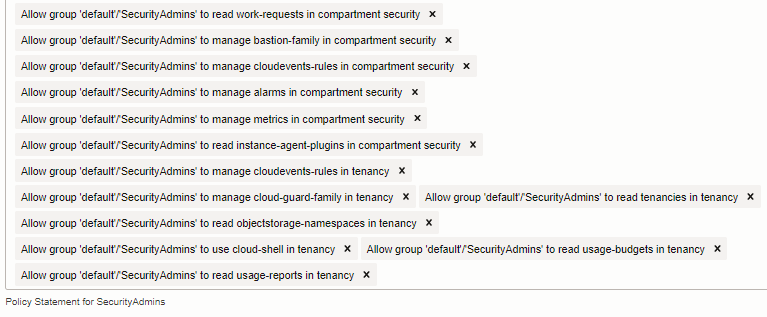 Allow group 'default'/'SecurityAdmins' to read work-requests in compartment security ×
Allow group 'default'/'SecurityAdmins' to manage bastion-family in compartment security ×
Allow group 'default'/'SecurityAdmins' to manage cloudevents-rules in compartment security ×
Allow group 'default'/'SecurityAdmins' to manage alarms in compartment security ×
Allow group 'default'/'SecurityAdmins' to manage metrics in compartment security ×
Allow group 'default'/'SecurityAdmins' to read instance-agent-plugins in compartment security ×
Allow group 'default'/'SecurityAdmins' to manage cloudevents-rules in tenancy ×
Allow group 'default'/'SecurityAdmins' to manage cloud-guard-family in tenancy × Allow group 'default'/'SecurityAdmins' to read tenancies in tenancy ×
Allow group 'default'/'SecurityAdmins' to read objectstorage-namespaces in tenancy ×
Allow group 'default'/'SecurityAdmins' to use cloud-shell in tenancy × Allow group 'default'/'SecurityAdmins' to read usage-budgets in tenancy ×
Allow group 'default'/'SecurityAdmins' to read usage-reports in tenancy ×
Policy Statement for SecurityAdmins